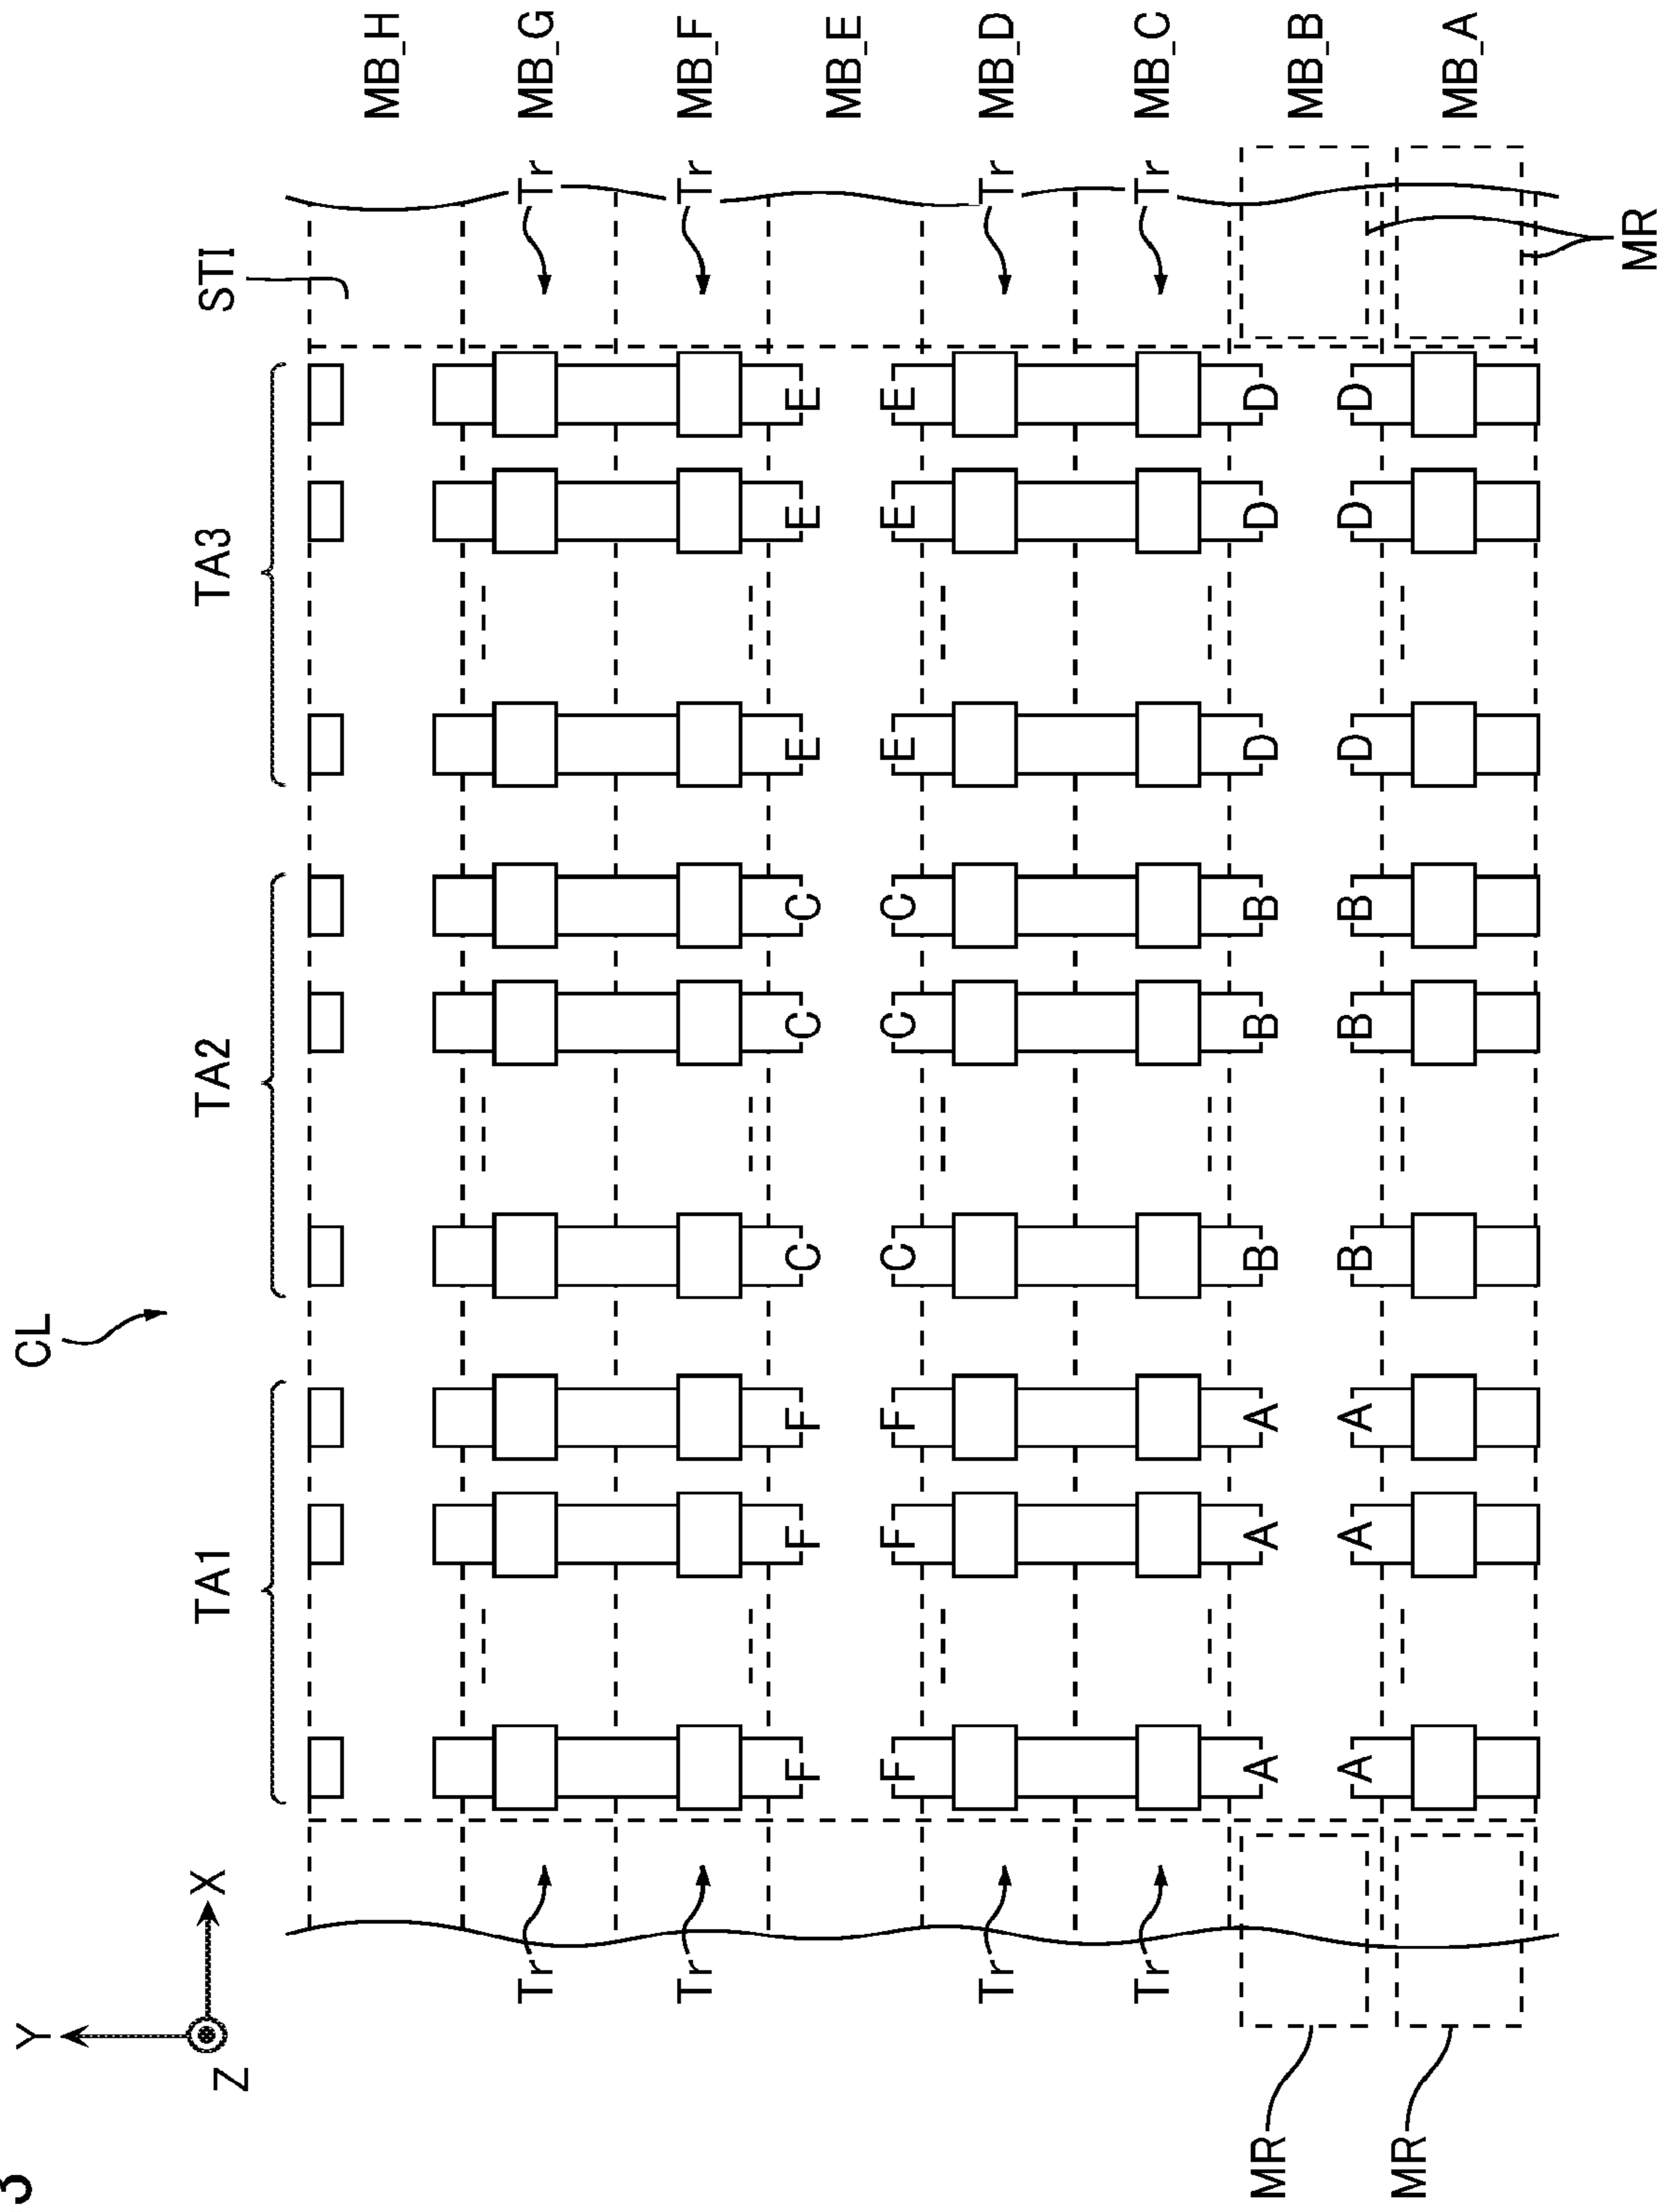 3
Y
CL
X
Z
TA1
TA2
TA3
STI
MB_H
Tr
Tr
MB_G
Tr
Tr
MB_F
F F F C C C E E E
MB_E
F F F C C C E E E
Tr
Tr
MB_D
Tr
Tr
MB_C
A A A B B B D D D
MR
MB_B
A A A B B B D D D
MR
MB_A
MR